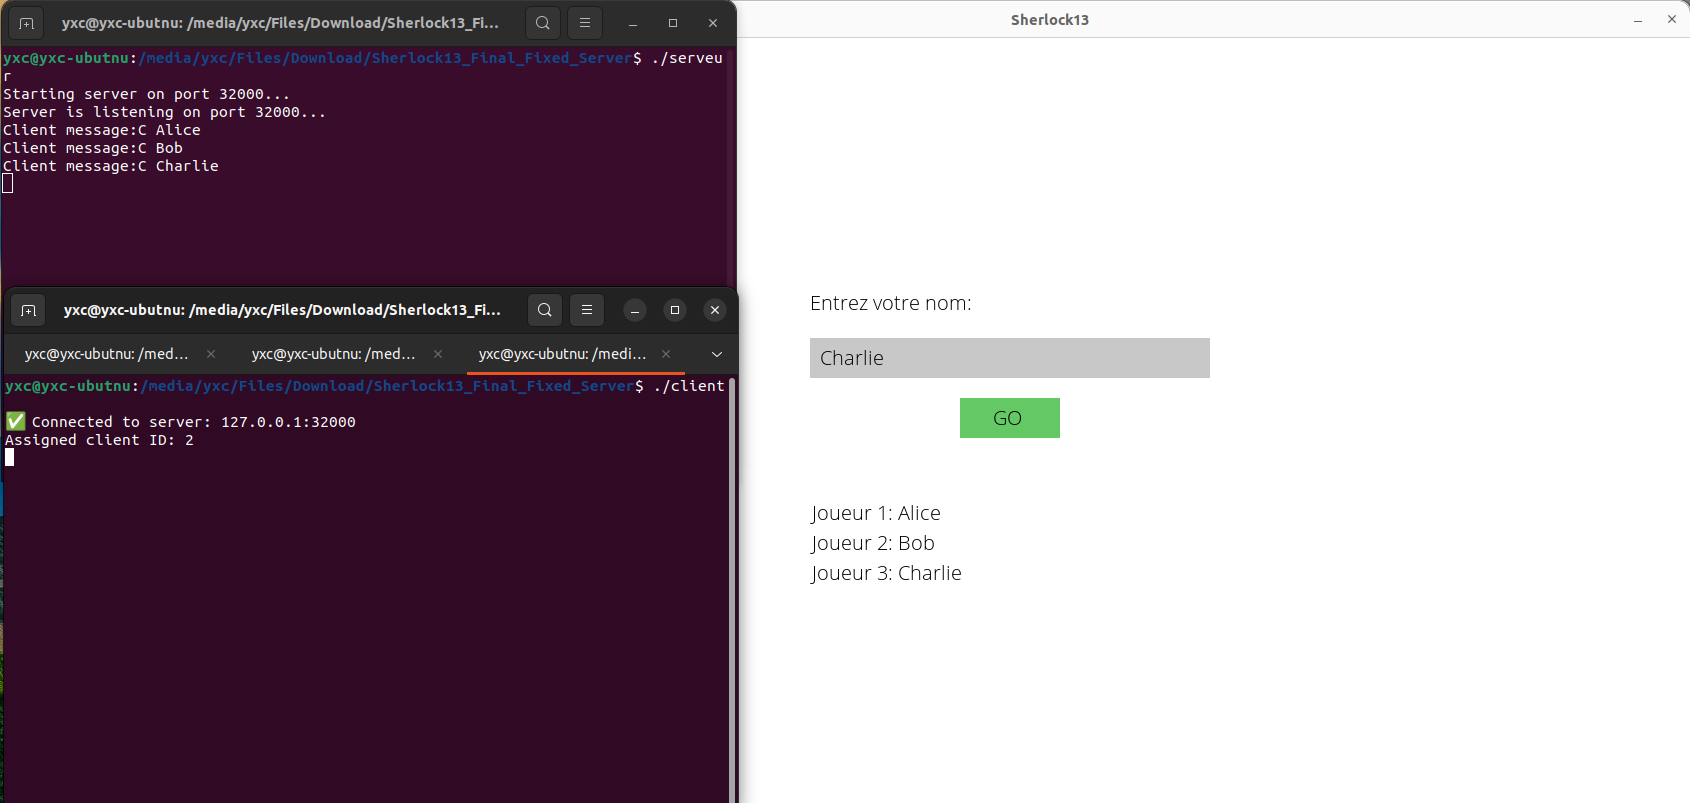 yxc@yxc-ubutnu: /media/yxc/Files/Download/Sherlock13_Fi...
yxc@yxc-ubutnu:/media/yxc/Files/Download/Sherlock13_Final_Fixed_Server$ ./serveu
r
Starting server on port 32000...
Server is listening on port 32000...
Client message:C Alice
Client message:C Bob
Client message:C Charlie
yxc@yxc-ubutnu: /media/yxc/Files/Download/Sherlock13_Fi...
yxc@yxc-ubutnu: /med...
yxc@yxc-ubutnu: /med...
yxc@yxc-ubutnu: /medi...
yxc@yxc-ubutnu:/media/yxc/Files/Download/Sherlock13_Final_Fixed_Server$ ./client
✅ Connected to server: 127.0.0.1:32000
Assigned client ID: 2
Sherlock13
Entrez votre nom:
Charlie
GO
Joueur 1: Alice
Joueur 2: Bob
Joueur 3: Charlie